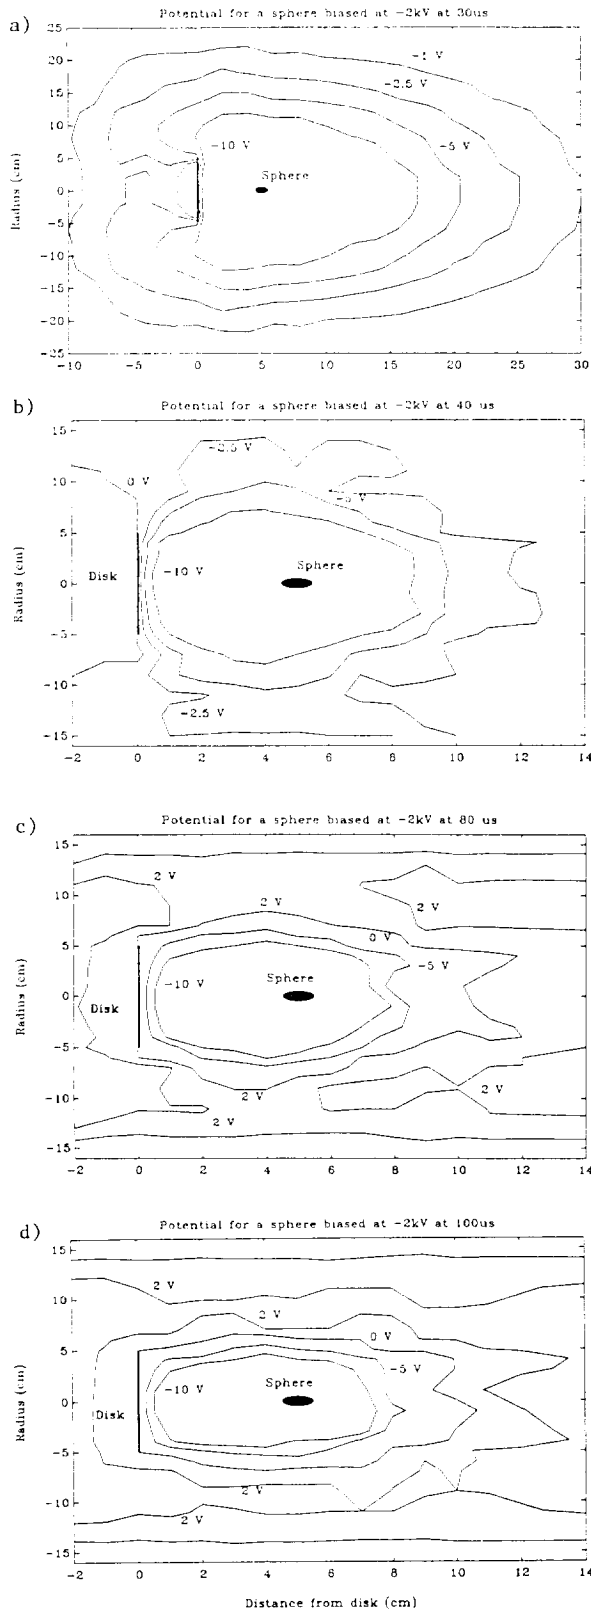 a)
Potential for a sphere biased at -2kV at 30us
25
20
15
10
5
0
-5
-10
-15
-20
-25
Radius (cm)
-1 V
-2.5 V
-5 V
-10 V
Sphere
-10 -5 0 5 10 15 20 25 30
b)
Potential for a sphere biased at -2kV at 40 us
15
10
5
0
-5
-10
-15
Radius (cm)
-2.5 V
0 V
-5 V
-10 V
Sphere
Disk
-2.5 V
-2 0 2 4 6 8 10 12 14
c)
Potential for a sphere biased at -2kV at 80 us
15
10
5
0
-5
-10
-15
Radius (cm)
2 V
2 V
2 V
0 V
-5 V
-10 V
Sphere
Disk
2 V
2 V
2 V
-2 0 2 4 6 8 10 12 14
d)
Potential for a sphere biased at -2kV at 100us
15
10
5
0
-5
-10
-15
Radius (cm)
2 V
2 V
0 V
-5 V
-10 V
Sphere
Disk
2 V
2 V
-2 0 2 4 6 8 10 12 14
Distance from disk (cm)